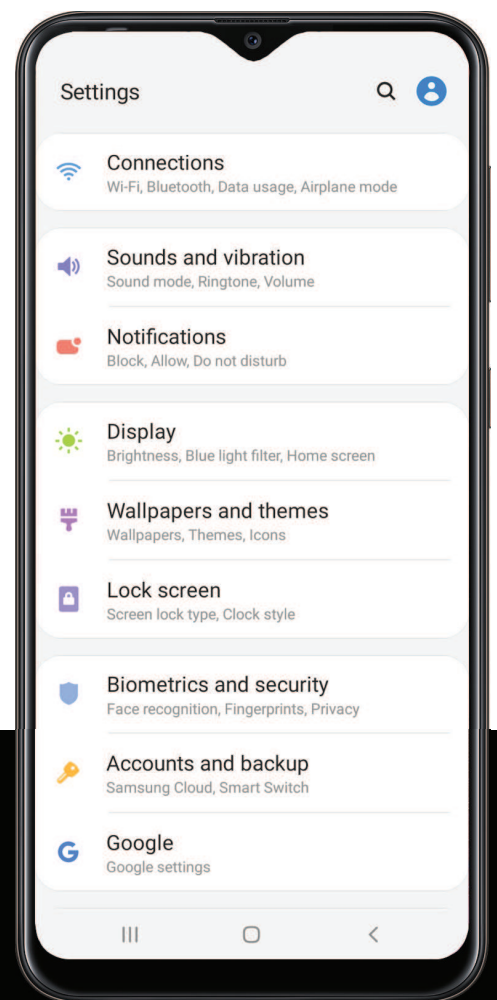 Settings
Connections
Wi-Fi, Bluetooth, Data usage, Airplane mode
Sounds and vibration
Sound mode, Ringtone, Volume
Notifications
Block, Allow, Do not disturb
Display
Brightness, Blue light filter, Home screen
Wallpapers and themes
Wallpapers, Themes, Icons
Lock screen
Screen lock type, Clock style
Biometrics and security
Face recognition, Fingerprints, Privacy
Accounts and backup
Samsung Cloud, Smart Switch
Google
Google settings